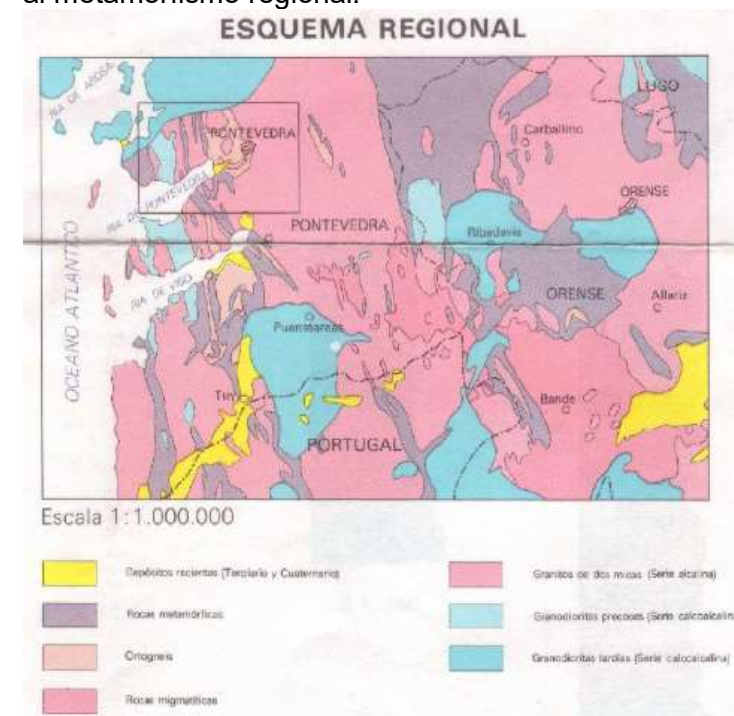 al metamorfismo regional.
ESQUEMA REGIONAL
RIA DE AROSA
LUGO
PONTEVEDRA
Carballino
ORENSE
RIA DE PONTEVEDRA
PONTEVEDRA
Ribadavia
OCEANO ATLANTICO
RIA DE VIGO
ORENSE
Allariz
Puenteareas
Tuy
Bande
PORTUGAL
Escala 1:1.000.000
Depósitos recientes (Terciario y Cuaternario)
Granitos de dos micas (Serie alcalina)
Rocas metamórficas
Granodioritas precoces (Serie calcoalcalina
Ortogneis
Granodioritas tardías (Serie calcoalcalina)
Rocas migmatíticas